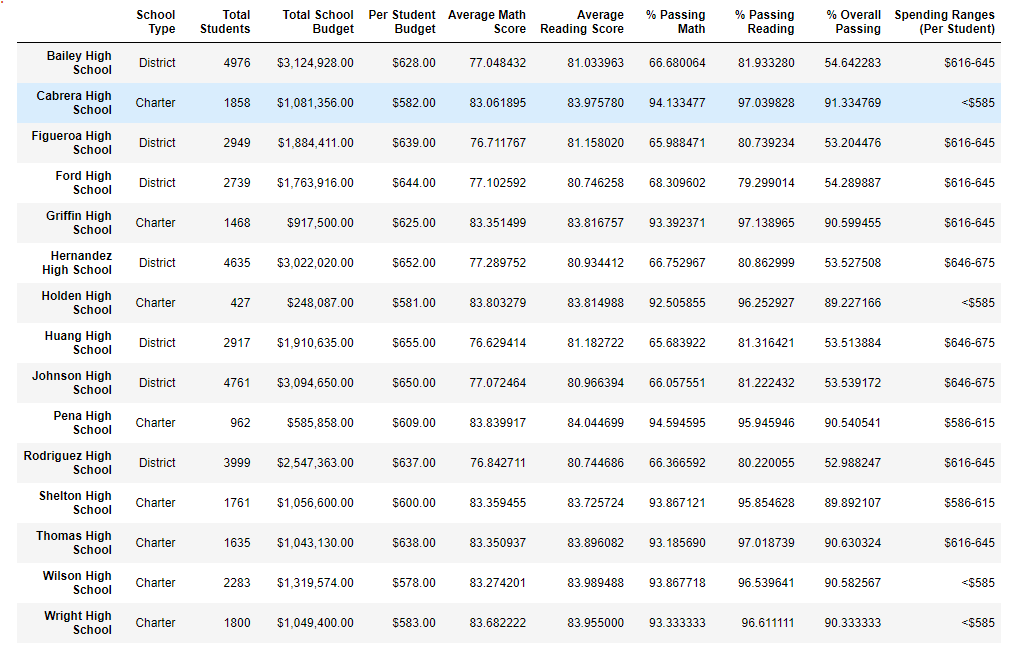 School Type Total Students Total School Budget Per Student Budget Average Math Score Average Reading Score % Passing Math % Passing Reading % Overall Passing Spending Ranges (Per Student)
Bailey High School District 4976 $3,124,928.00 $628.00 77.048432 81.033963 66.680064 81.933280 54.642283 $616-645
Cabrera High School Charter 1858 $1,081,356.00 $582.00 83.061895 83.975780 94.133477 97.039828 91.334769 <$585
Figueroa High School District 2949 $1,884,411.00 $639.00 76.711767 81.158020 65.988471 80.739234 53.204476 $616-645
Ford High School District 2739 $1,763,916.00 $644.00 77.102592 80.746258 68.309602 79.299014 54.289887 $616-645
Griffin High School Charter 1468 $917,500.00 $625.00 83.351499 83.816757 93.392371 97.138965 90.599455 $616-645
Hernandez High School District 4635 $3,022,020.00 $652.00 77.289752 80.934412 66.752967 80.862999 53.527508 $646-675
Holden High School Charter 427 $248,087.00 $581.00 83.803279 83.814988 92.505855 96.252927 89.227166 <$585
Huang High School District 2917 $1,910,635.00 $655.00 76.629414 81.182722 65.683922 81.316421 53.513884 $646-675
Johnson High School District 4761 $3,094,650.00 $650.00 77.072464 80.966394 66.057551 81.222432 53.539172 $646-675
Pena High School Charter 962 $585,858.00 $609.00 83.839917 84.044699 94.594595 95.945946 90.540541 $586-615
Rodriguez High School District 3999 $2,547,363.00 $637.00 76.842711 80.744686 66.366592 80.220055 52.988247 $616-645
Shelton High School Charter 1761 $1,056,600.00 $600.00 83.359455 83.725724 93.867121 95.854628 89.892107 $586-615
Thomas High School Charter 1635 $1,043,130.00 $638.00 83.350937 83.896082 93.185690 97.018739 90.630324 $616-645
Wilson High School Charter 2283 $1,319,574.00 $578.00 83.274201 83.989488 93.867718 96.539641 90.582567 <$585
Wright High School Charter 1800 $1,049,400.00 $583.00 83.682222 83.955000 93.333333 96.611111 90.333333 <$585